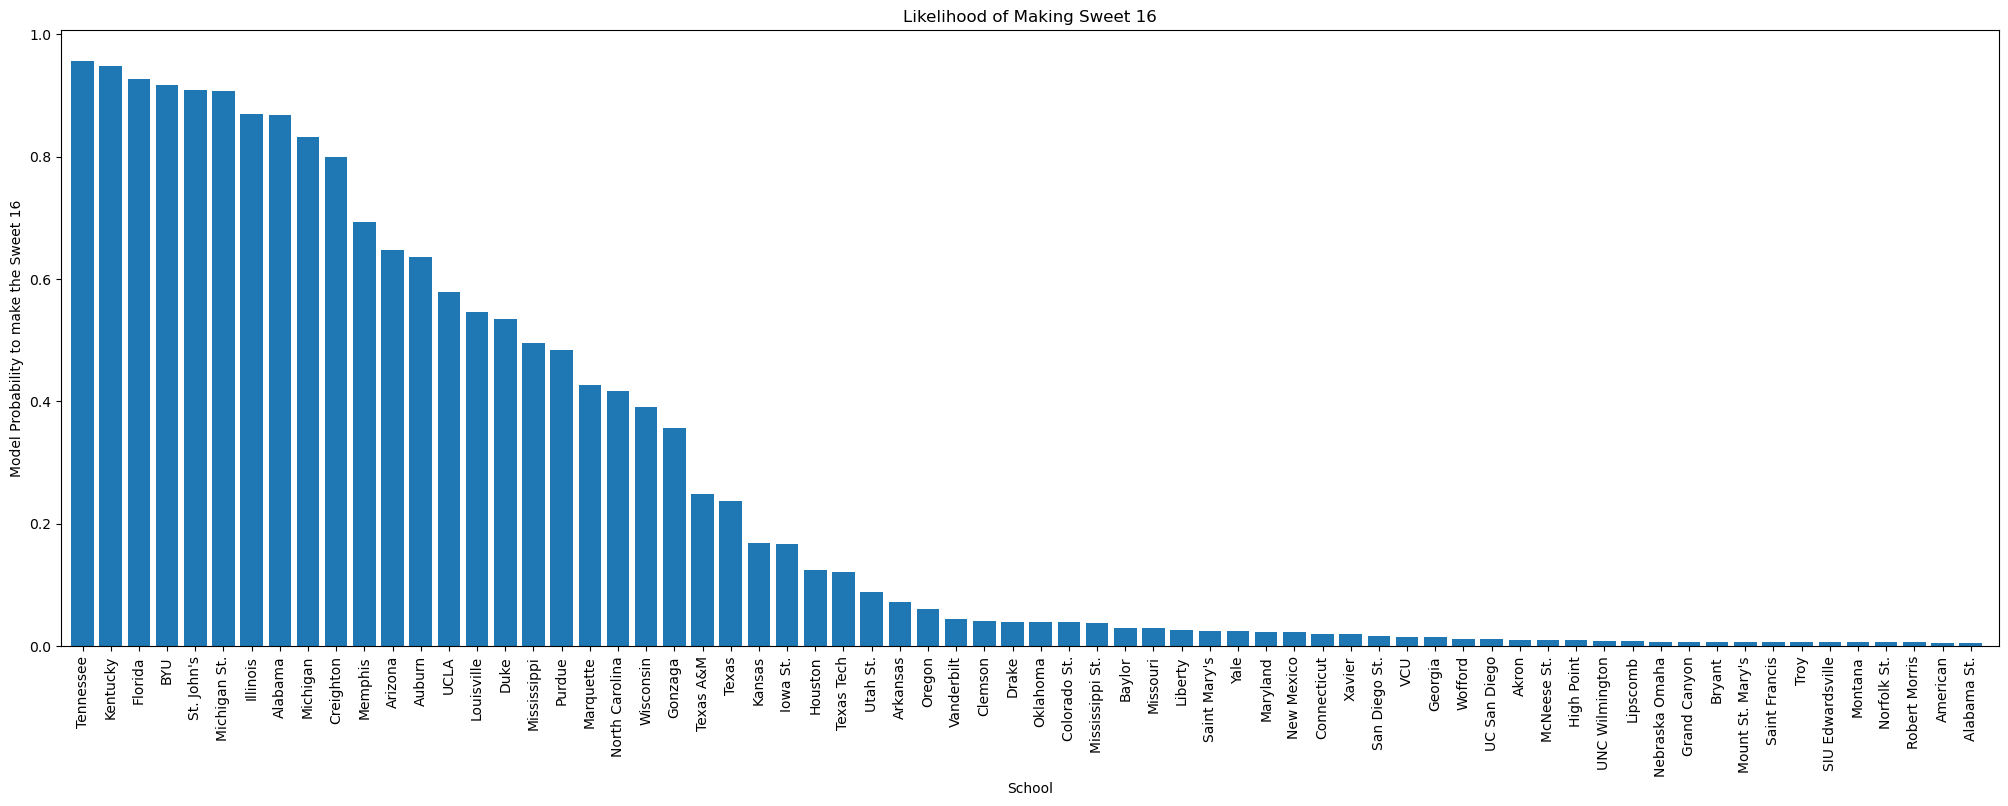 Likelihood of Making Sweet 16
Model Probability to make the Sweet 16
1.0
0.8
0.6
0.4
0.2
0.0
Tennessee
Kentucky
Florida
BYU
St. John's
Michigan St.
Illinois
Alabama
Michigan
Creighton
Memphis
Arizona
Auburn
UCLA
Louisville
Duke
Mississippi
Purdue
Marquette
North Carolina
Wisconsin
Gonzaga
Texas A&M
Texas
Kansas
Iowa St.
Houston
Texas Tech
Utah St.
Arkansas
Oregon
Vanderbilt
Clemson
Drake
Oklahoma
Colorado St.
Mississippi St.
Baylor
Missouri
Liberty
Saint Mary's
Yale
Maryland
New Mexico
Connecticut
Xavier
San Diego St.
VCU
Georgia
Wofford
UC San Diego
Akron
McNeese St.
High Point
UNC Wilmington
Lipscomb
Nebraska Omaha
Grand Canyon
Bryant
Mount St. Mary's
Saint Francis
Troy
SIU Edwardsville
Montana
Norfolk St.
Robert Morris
American
Alabama St.
School